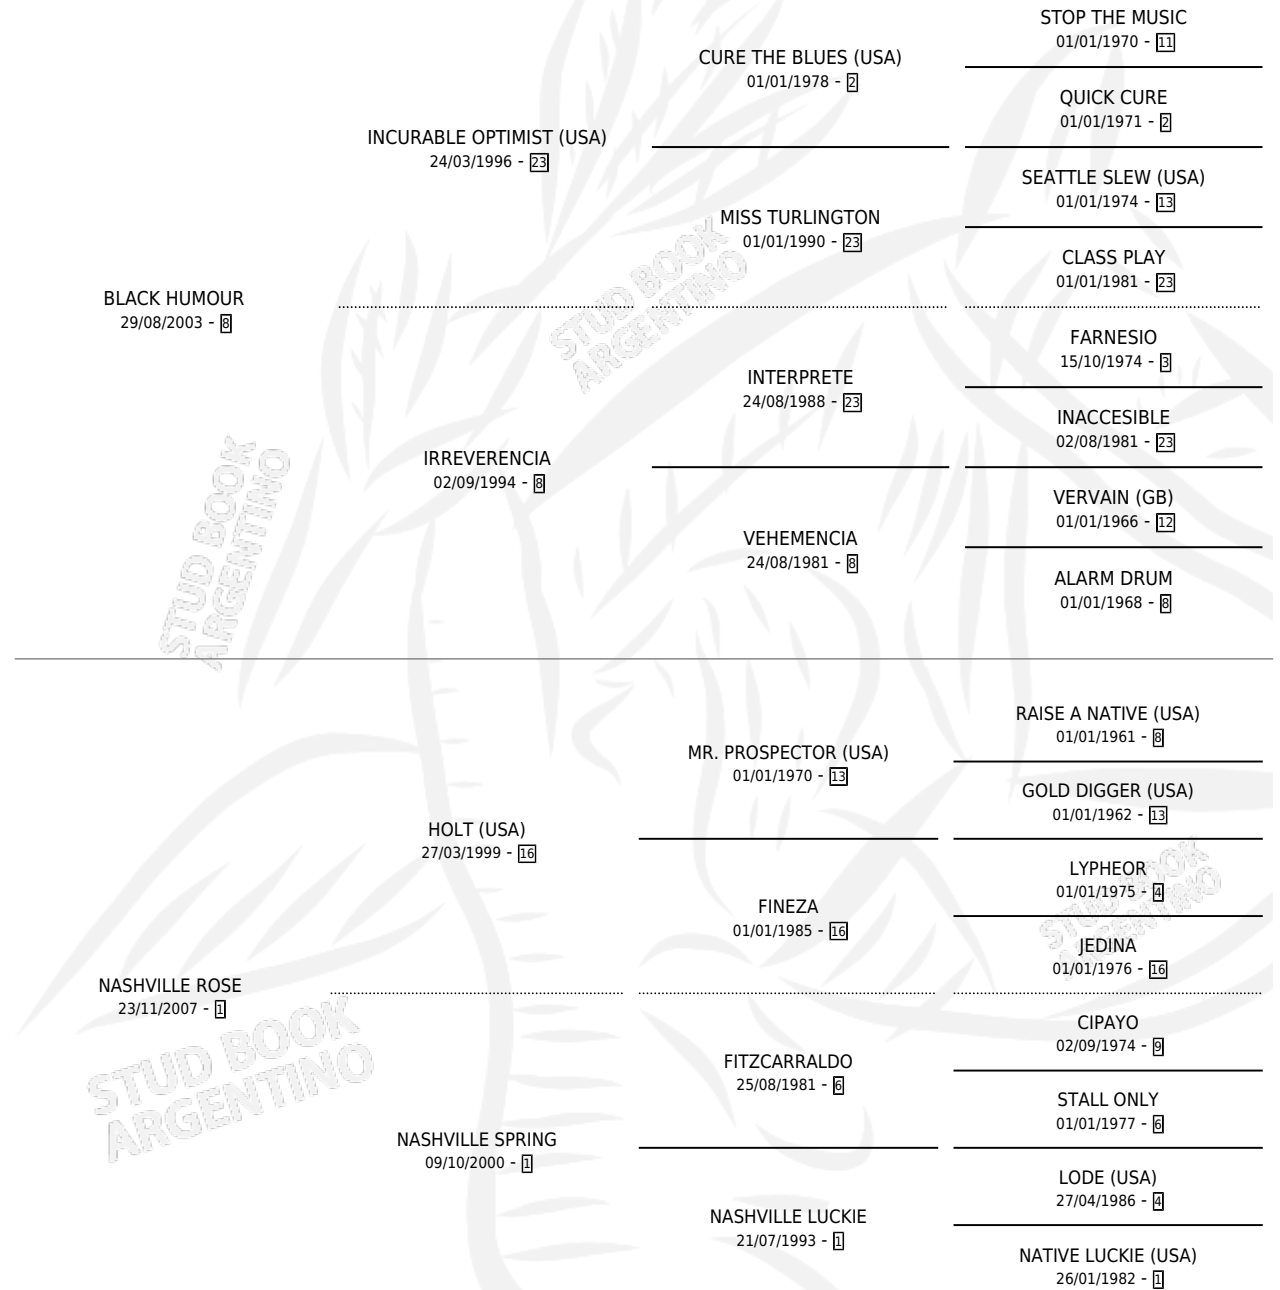 STOP THE MUSIC
01/01/1970 - 11
CURE THE BLUES (USA)
01/01/1978 - 2
QUICK CURE
01/01/1971 - 2
INCURABLE OPTIMIST (USA)
24/03/1996 - 23
SEATTLE SLEW (USA)
01/01/1974 - 13
MISS TURLINGTON
01/01/1990 - 23
CLASS PLAY
01/01/1981 - 23
BLACK HUMOUR
29/08/2003 - 8
FARNESIO
15/10/1974 - 3
INTERPRETE
24/08/1988 - 23
INACCESIBLE
02/08/1981 - 23
IRREVERENCIA
02/09/1994 - 8
VERVAIN (GB)
01/01/1966 - 12
VEHEMENCIA
24/08/1981 - 8
ALARM DRUM
01/01/1968 - 8
RAISE A NATIVE (USA)
01/01/1961 - 8
MR. PROSPECTOR (USA)
01/01/1970 - 13
GOLD DIGGER (USA)
01/01/1962 - 13
HOLT (USA)
27/03/1999 - 16
LYPHEOR
01/01/1975 - 4
FINEZA
01/01/1985 - 16
JEDINA
01/01/1976 - 16
NASHVILLE ROSE
23/11/2007 - 1
CIPAYO
02/09/1974 - 9
FITZCARRALDO
25/08/1981 - 6
STALL ONLY
01/01/1977 - 6
NASHVILLE SPRING
09/10/2000 - 1
LODE (USA)
27/04/1986 - 4
NASHVILLE LUCKIE
21/07/1993 - 1
NATIVE LUCKIE (USA)
26/01/1982 - 1
STUD BOOK
ARGENTINO
STUD BOOK
ARGENTINO
STUD BOOK
ARGENTINO
STUD BOOK
ARGENTINO